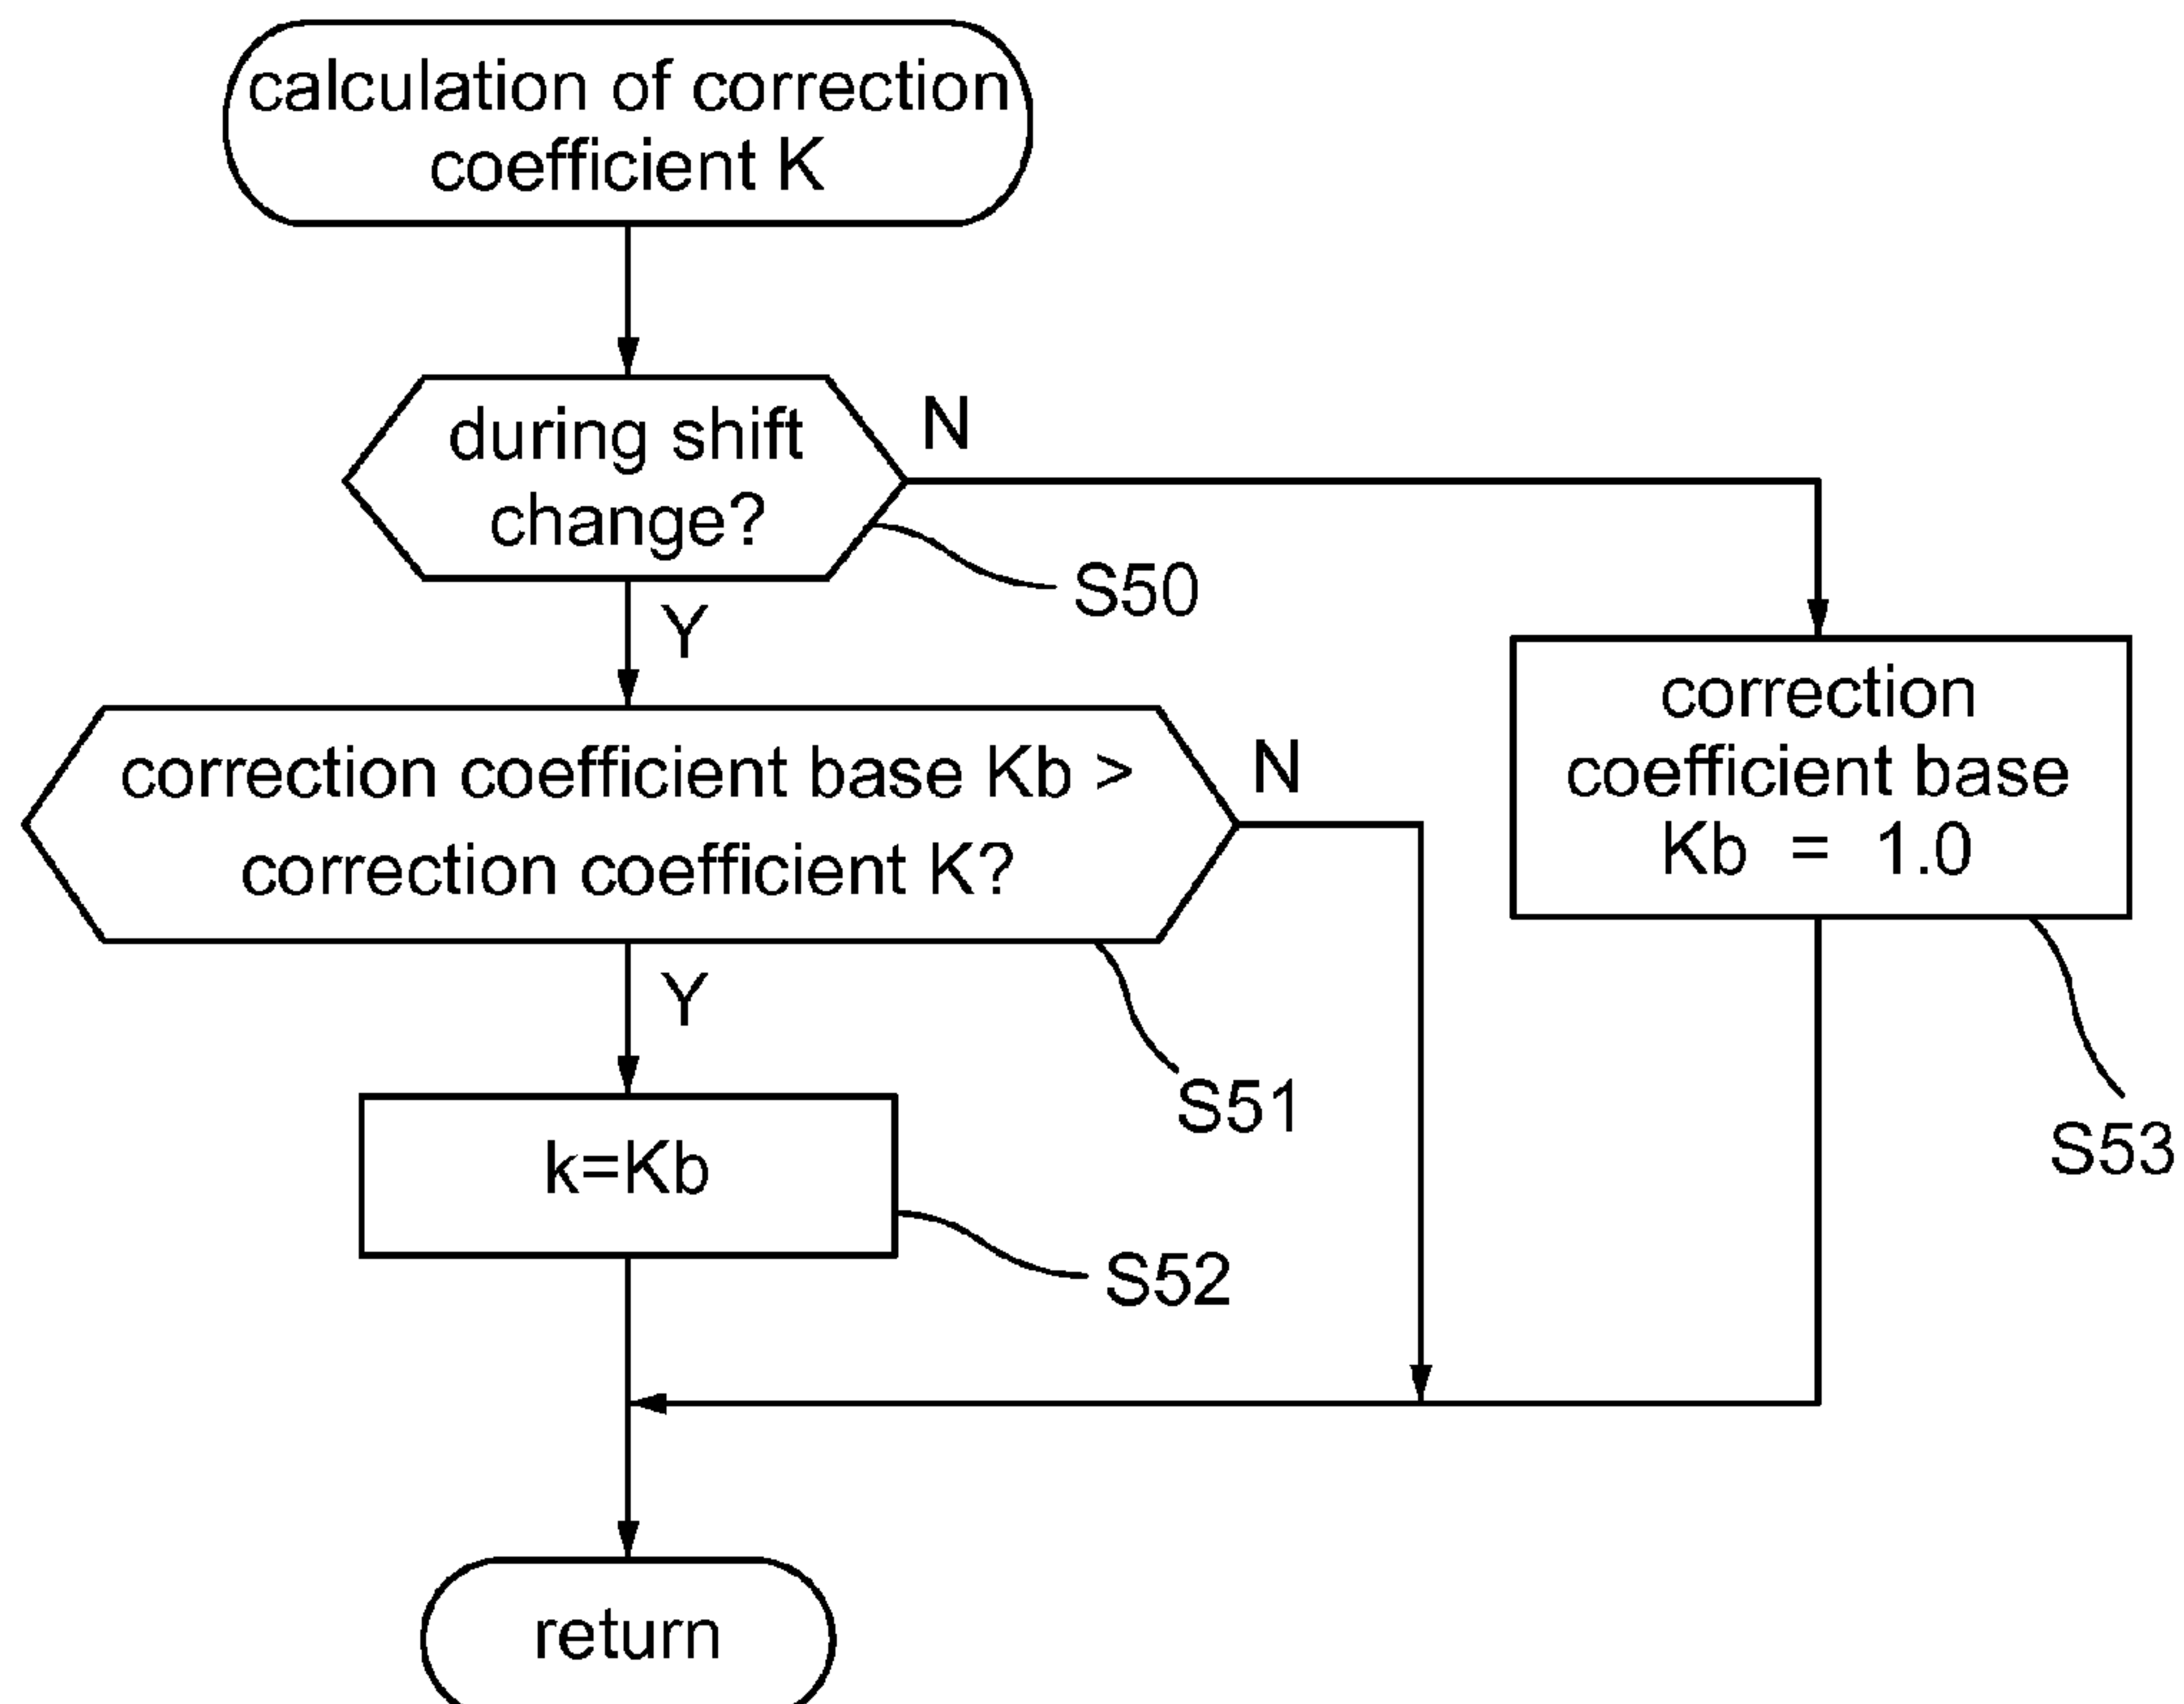 calculation of correction
coefficient K
during shift
change?
N
S50
Y
correction coefficient base Kb >
correction coefficient K?
N
correction
coefficient base
Kb = 1.0
Y
S51
S53
k=Kb
S52
return